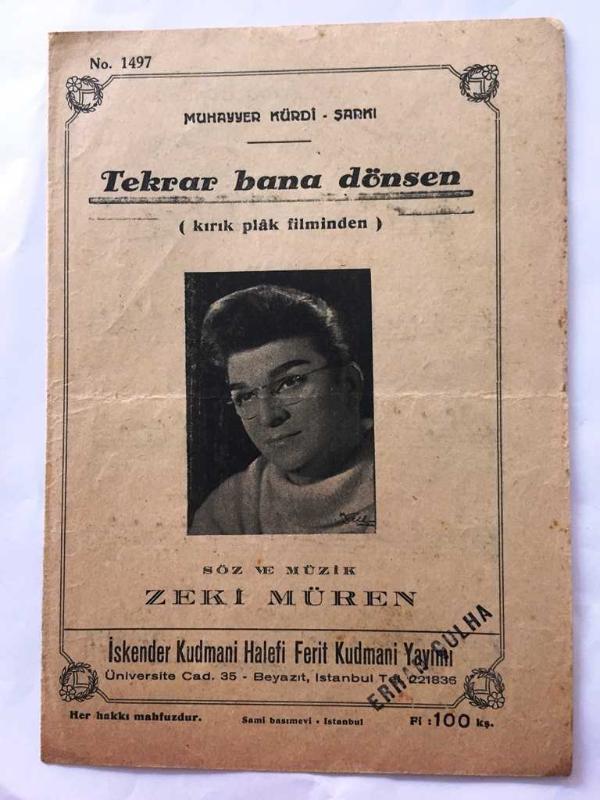 No. 1497
MUHAYYER KÜRDİ - ŞARKI
Tekrar bana dönsen
( kırık plâk filminden )
SÖZ VE MÜZİK
ZEKİ MÜREN
İskender Kudmani Halefi Ferit Kudmani Yayımı
Üniversite Cad. 35 - Beyazıt, İstanbul Tel. 221836
Her hakkı mahfuzdur.
Sami basımevi - İstanbul
Fi : 100 kş.